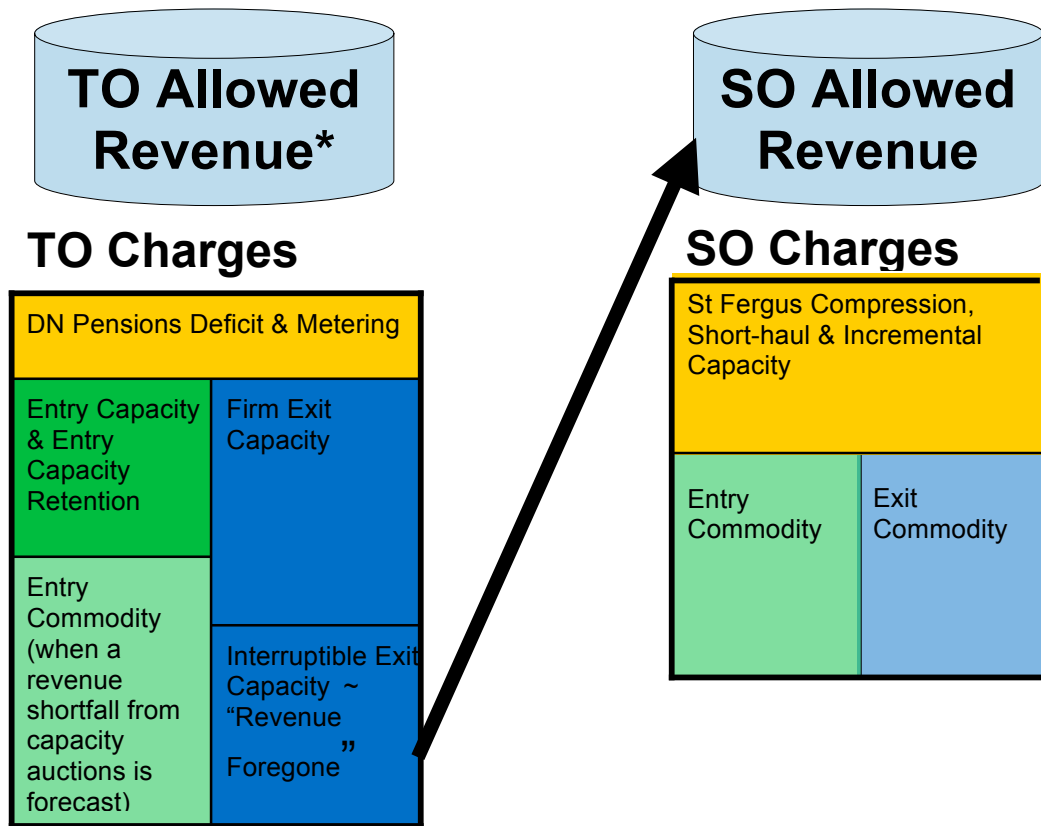 TO Allowed
Revenue*
SO Allowed
Revenue
TO Charges
SO Charges
DN Pensions Deficit & Metering
Entry Capacity
& Entry
Capacity
Retention
Firm Exit
Capacity
Entry
Commodity
(when a
revenue
shortfall from
capacity
auctions is
forecast)
Interruptible Exit
Capacity ~
“Revenue
Foregone”
St Fergus Compression,
Short-haul & Incremental
Capacity
Entry
Commodity
Exit
Commodity